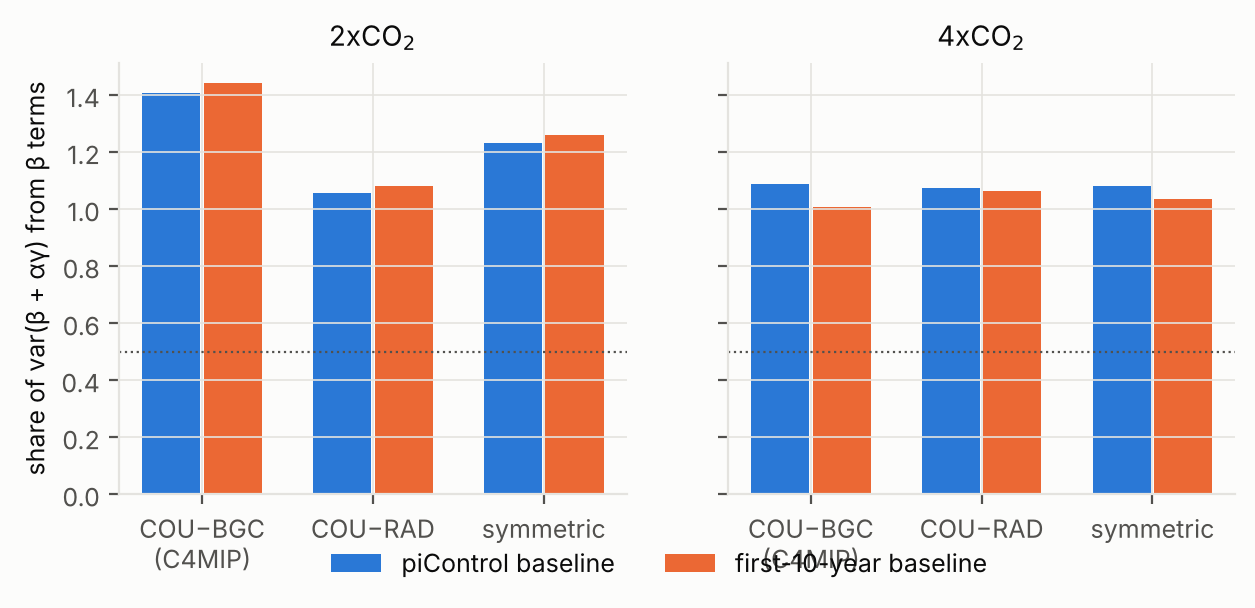 2xCO₂
4xCO₂
share of var(β + αγ) from β terms
1.4
1.2
1.0
0.8
0.6
0.4
0.2
0.0
COU−BGC
(C4MIP)
COU−RAD
symmetric
COU−BGC
(C4MIP)
COU−RAD
symmetric
piControl baseline
first-10-year baseline